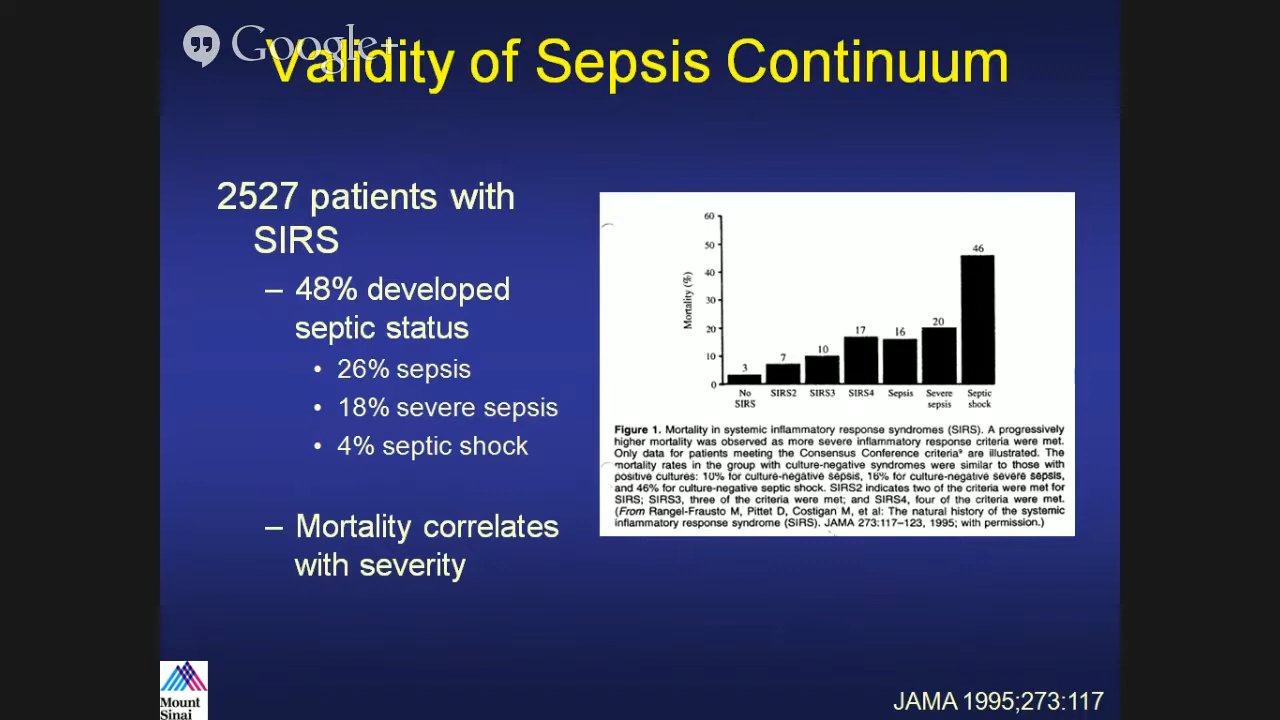 Google+
Validity of Sepsis Continuum
2527 patients with
SIRS
– 48% developed
septic status
• 26% sepsis
• 18% severe sepsis
• 4% septic shock
– Mortality correlates
with severity
60
50
40
30
20
10
0
Mortality (%)
3
7
10
17
16
20
46
No
SIRS
SIRS2
SIRS3
SIRS4
Sepsis
Severe
sepsis
Septic
shock
Figure 1. Mortality in systemic inflammatory response syndromes (SIRS). A progressively
higher mortality was observed as more severe inflammatory response criteria were met.
Only data for patients meeting the Consensus Conference criteria⁹ are illustrated. The
mortality rates in the group with culture-negative syndromes were similar to those with
positive cultures: 10% for culture-negative sepsis, 16% for culture-negative severe sepsis,
and 46% for culture-negative septic shock. SIRS2 indicates two of the criteria were met for
SIRS; SIRS3, three of the criteria were met; and SIRS4, four of the criteria were met.
(From Rangel-Frausto M, Pittet D, Costigan M, et al: The natural history of the systemic
inflammatory response syndrome (SIRS). JAMA 273:117–123, 1995; with permission.)
Mount
Sinai
JAMA 1995;273:117